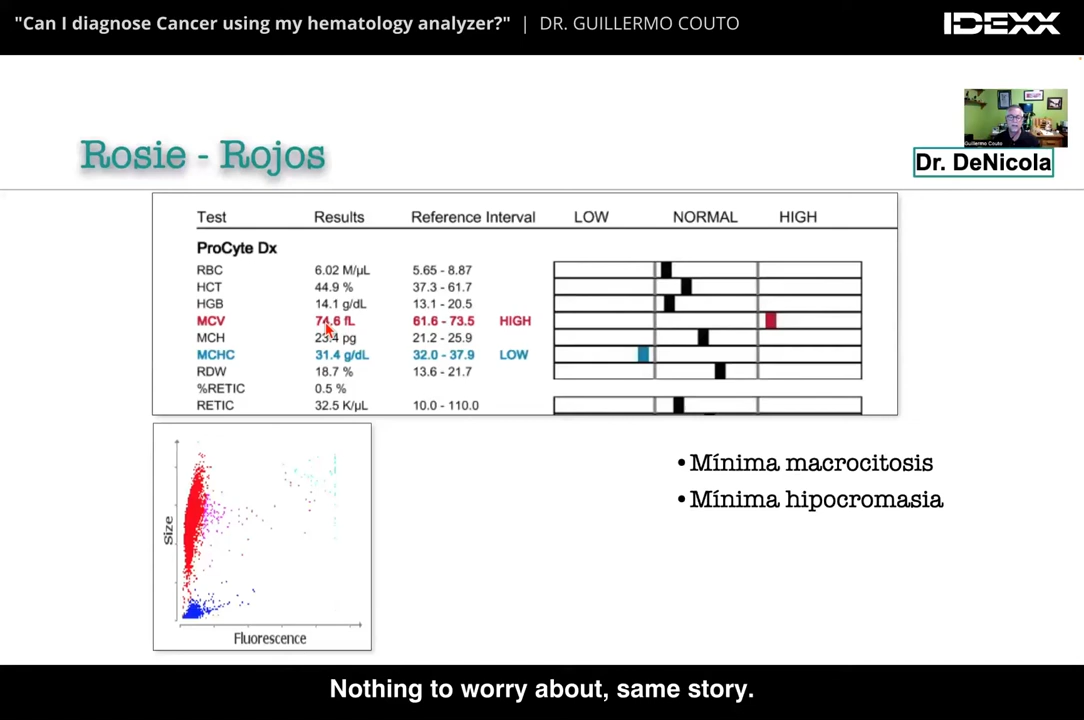 "Can I diagnose Cancer using my hematology analyzer?" | DR. GUILLERMO COUTO
IDEXX
Rosie - Rojos
Guillermo Couto
Dr. DeNicola
Test Results Reference Interval LOW NORMAL HIGH
ProCyte Dx
RBC 6.02 M/µL 5.65 - 8.87
HCT 44.9 % 37.3 - 61.7
HGB 14.1 g/dL 13.1 - 20.5
MCV 74.6 fL 61.6 - 73.5 HIGH
MCH 23.4 pg 21.2 - 25.9
MCHC 31.4 g/dL 32.0 - 37.9 LOW
RDW 18.7 % 13.6 - 21.7
%RETIC 0.5 %
RETIC 32.5 K/µL 10.0 - 110.0
• Mínima macrocitosis
• Mínima hipocromasia
Size
Fluorescence
Nothing to worry about, same story.